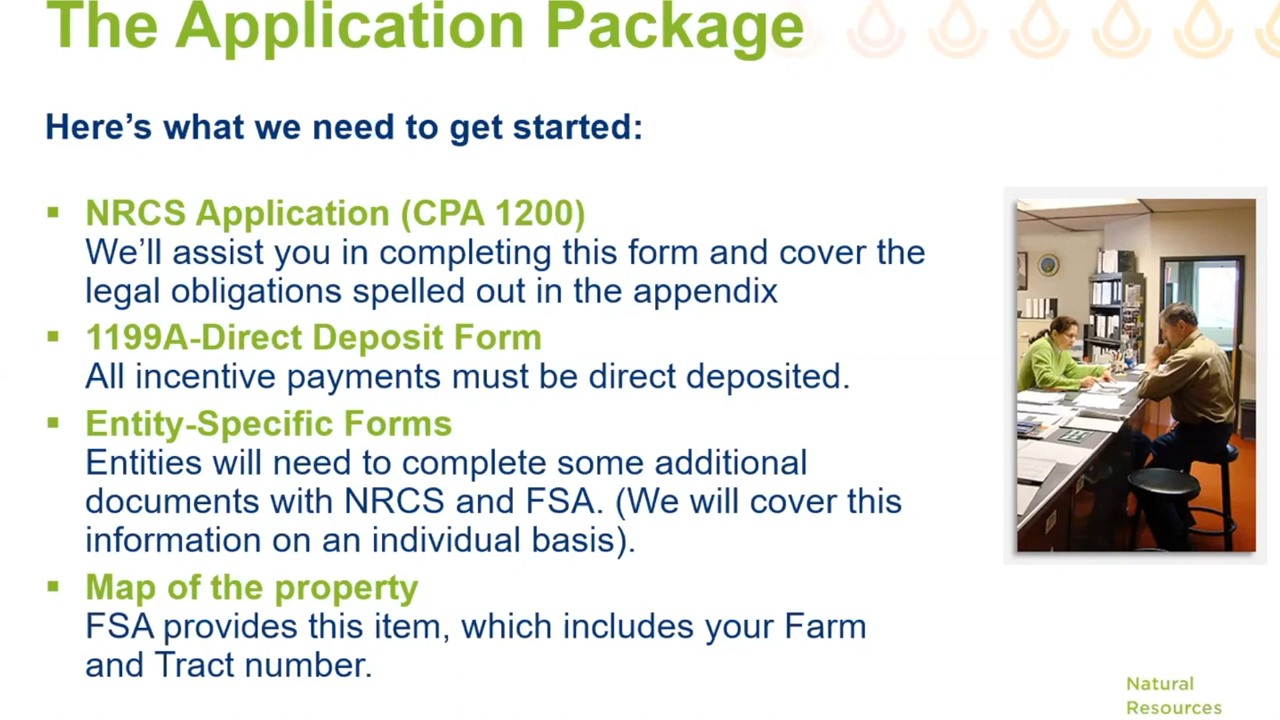 The Application Package
Here's what we need to get started:
▪ NRCS Application (CPA 1200)
We'll assist you in completing this form and cover the
legal obligations spelled out in the appendix
▪ 1199A-Direct Deposit Form
All incentive payments must be direct deposited.
▪ Entity-Specific Forms
Entities will need to complete some additional
documents with NRCS and FSA. (We will cover this
information on an individual basis).
▪ Map of the property
FSA provides this item, which includes your Farm
and Tract number.
Natural
Resources